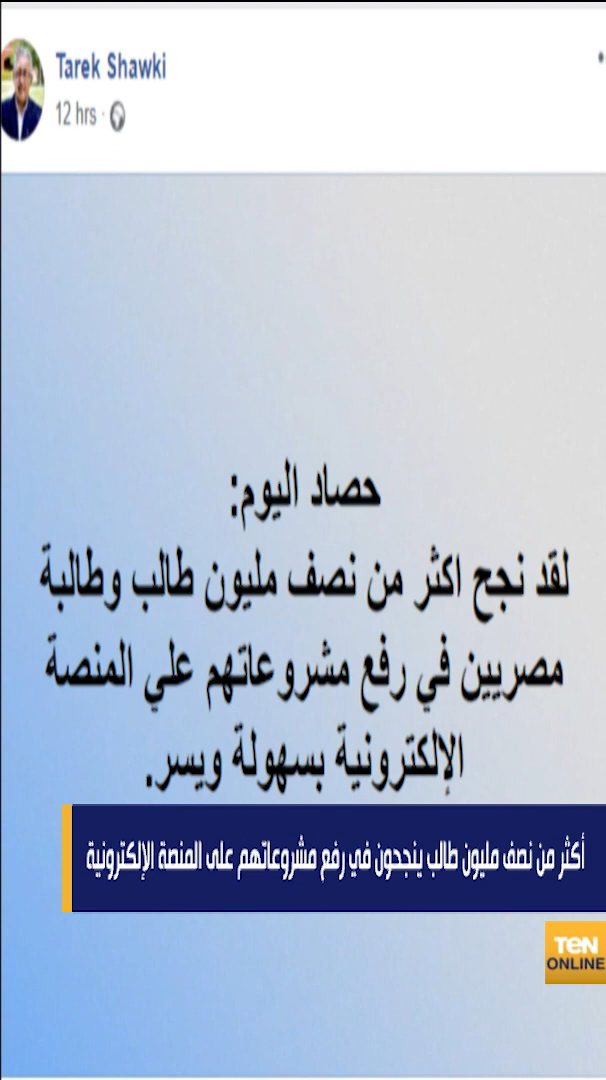 Tarek Shawki
12 hrs ·
حصاد اليوم:
لقد نجح اكثر من نصف مليون طالب وطالبة
مصريين في رفع مشروعاتهم علي المنصة
الإلكترونية بسهولة ويسر.
أكثر من نصف مليون طالب ينجحون في رفع مشروعاتهم على المنصة الإلكترونية
TEN
ONLINE